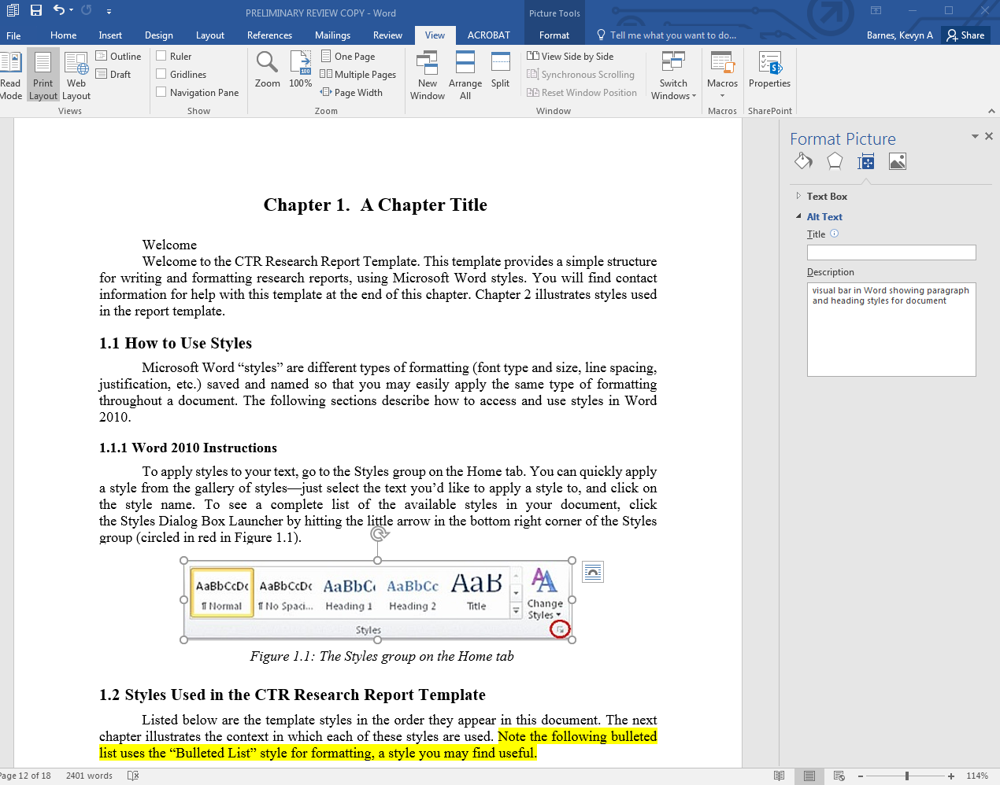 PRELIMINARY REVIEW COPY - Word
Picture Tools
File Home Insert Design Layout References Mailings Review View ACROBAT Format Tell me what you want to do... Barnes, Kevyn A Share
Read Mode
Print Layout
Web Layout
Outline
Draft
Views
Ruler
Gridlines
Navigation Pane
Show
Zoom
100
100%
One Page
Multiple Pages
Page Width
Zoom
New Window
Arrange All
Split
View Side by Side
Synchronous Scrolling
Reset Window Position
Window
Switch Windows
Macros
Macros
Properties
SharePoint
Chapter 1.  A Chapter Title
Welcome
Welcome to the CTR Research Report Template. This template provides a simple structure
for writing and formatting research reports, using Microsoft Word styles. You will find contact
information for help with this template at the end of this chapter. Chapter 2 illustrates styles used
in the report template.
1.1 How to Use Styles
Microsoft Word “styles” are different types of formatting (font type and size, line spacing,
justification, etc.) saved and named so that you may easily apply the same type of formatting
throughout a document. The following sections describe how to access and use styles in Word
2010.
1.1.1 Word 2010 Instructions
To apply styles to your text, go to the Styles group on the Home tab. You can quickly apply
a style from the gallery of styles—just select the text you’d like to apply a style to, and click on
the style name. To see a complete list of the available styles in your document, click
the Styles Dialog Box Launcher by hitting the little arrow in the bottom right corner of the Styles
group (circled in red in Figure 1.1).
AaBbCcDc AaBbCcDc AaBbC AaBbCc AaB
¶ Normal ¶ No Spaci... Heading 1 Heading 2 Title
Change
Styles
Styles
Figure 1.1: The Styles group on the Home tab
1.2 Styles Used in the CTR Research Report Template
Listed below are the template styles in the order they appear in this document. The next
chapter illustrates the context in which each of these styles are used. Note the following bulleted
list uses the “Bulleted List” style for formatting, a style you may find useful.
Format Picture
Text Box
Alt Text
Title
Description
visual bar in Word showing paragraph
and heading styles for document
Page 12 of 18 2401 words
114%